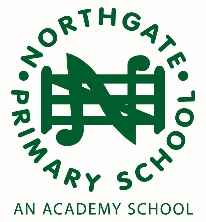 NORTHGATE
PRIMARY SCHOOL
N
AN ACADEMY SCHOOL